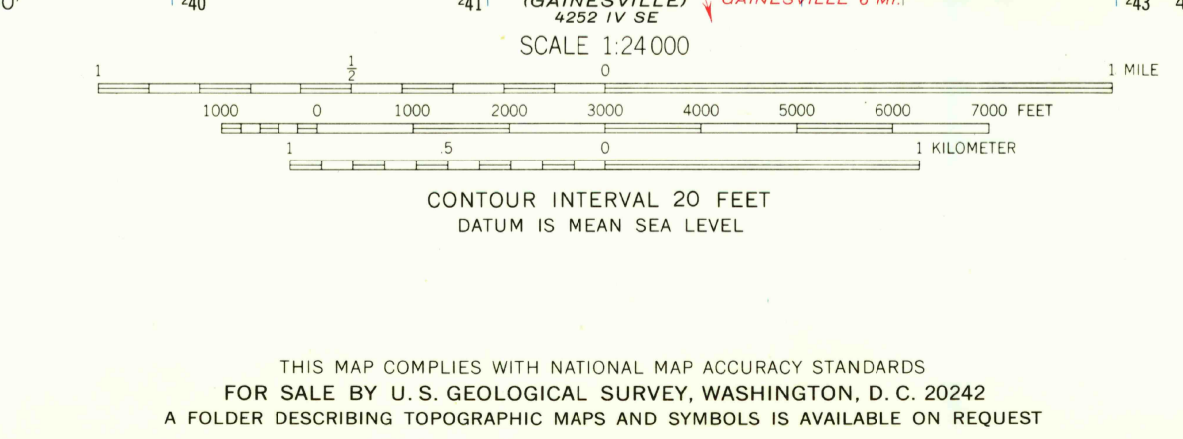 ²40 ²41 (GAINESVILLE) GAINESVILLE 6 MI. ²43
4252 IV SE
SCALE 1:24 000
1 1/2 0 1 MILE
1000 0 1000 2000 3000 4000 5000 6000 7000 FEET
1 .5 0 1 KILOMETER
CONTOUR INTERVAL 20 FEET
DATUM IS MEAN SEA LEVEL
THIS MAP COMPLIES WITH NATIONAL MAP ACCURACY STANDARDS
FOR SALE BY U. S. GEOLOGICAL SURVEY, WASHINGTON, D. C. 20242
A FOLDER DESCRIBING TOPOGRAPHIC MAPS AND SYMBOLS IS AVAILABLE ON REQUEST